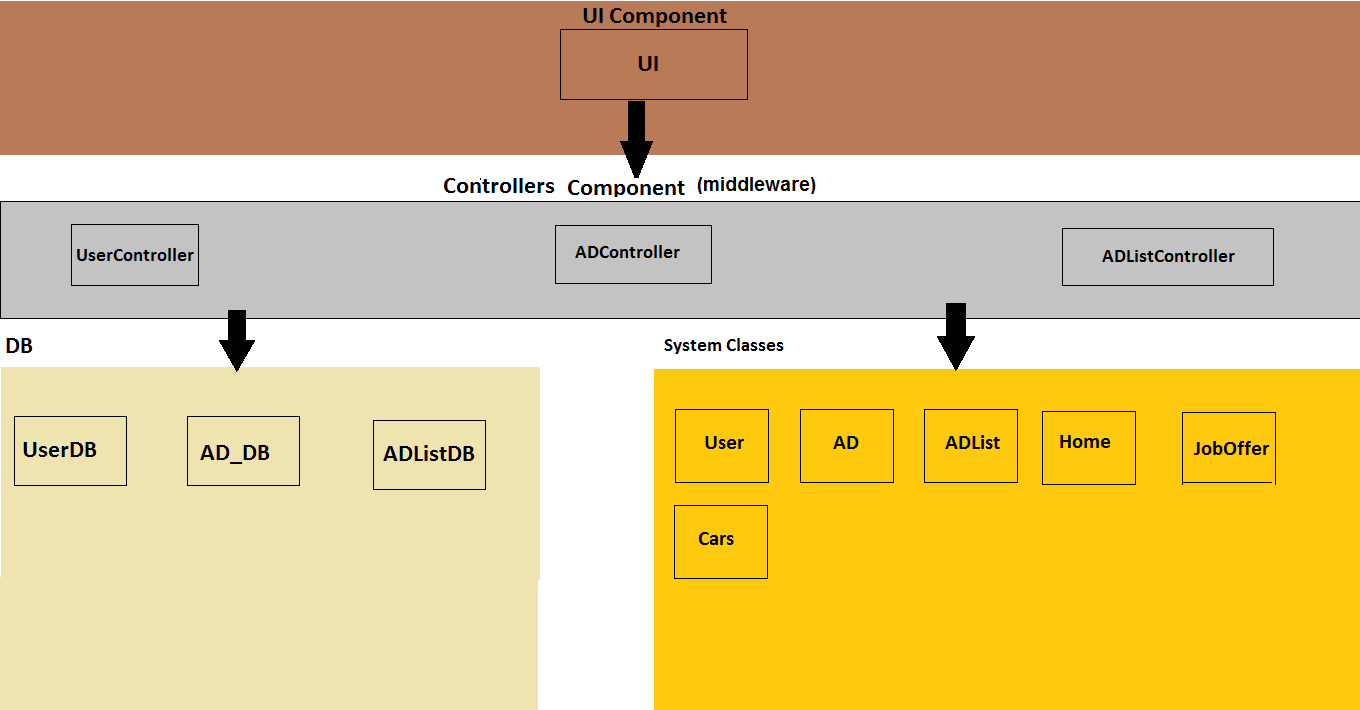 UI Component
UI
Controllers Component (middleware)
UserController
ADController
ADListController
DB
System Classes
UserDB
AD_DB
ADListDB
User
AD
ADList
Home
JobOffer
Cars